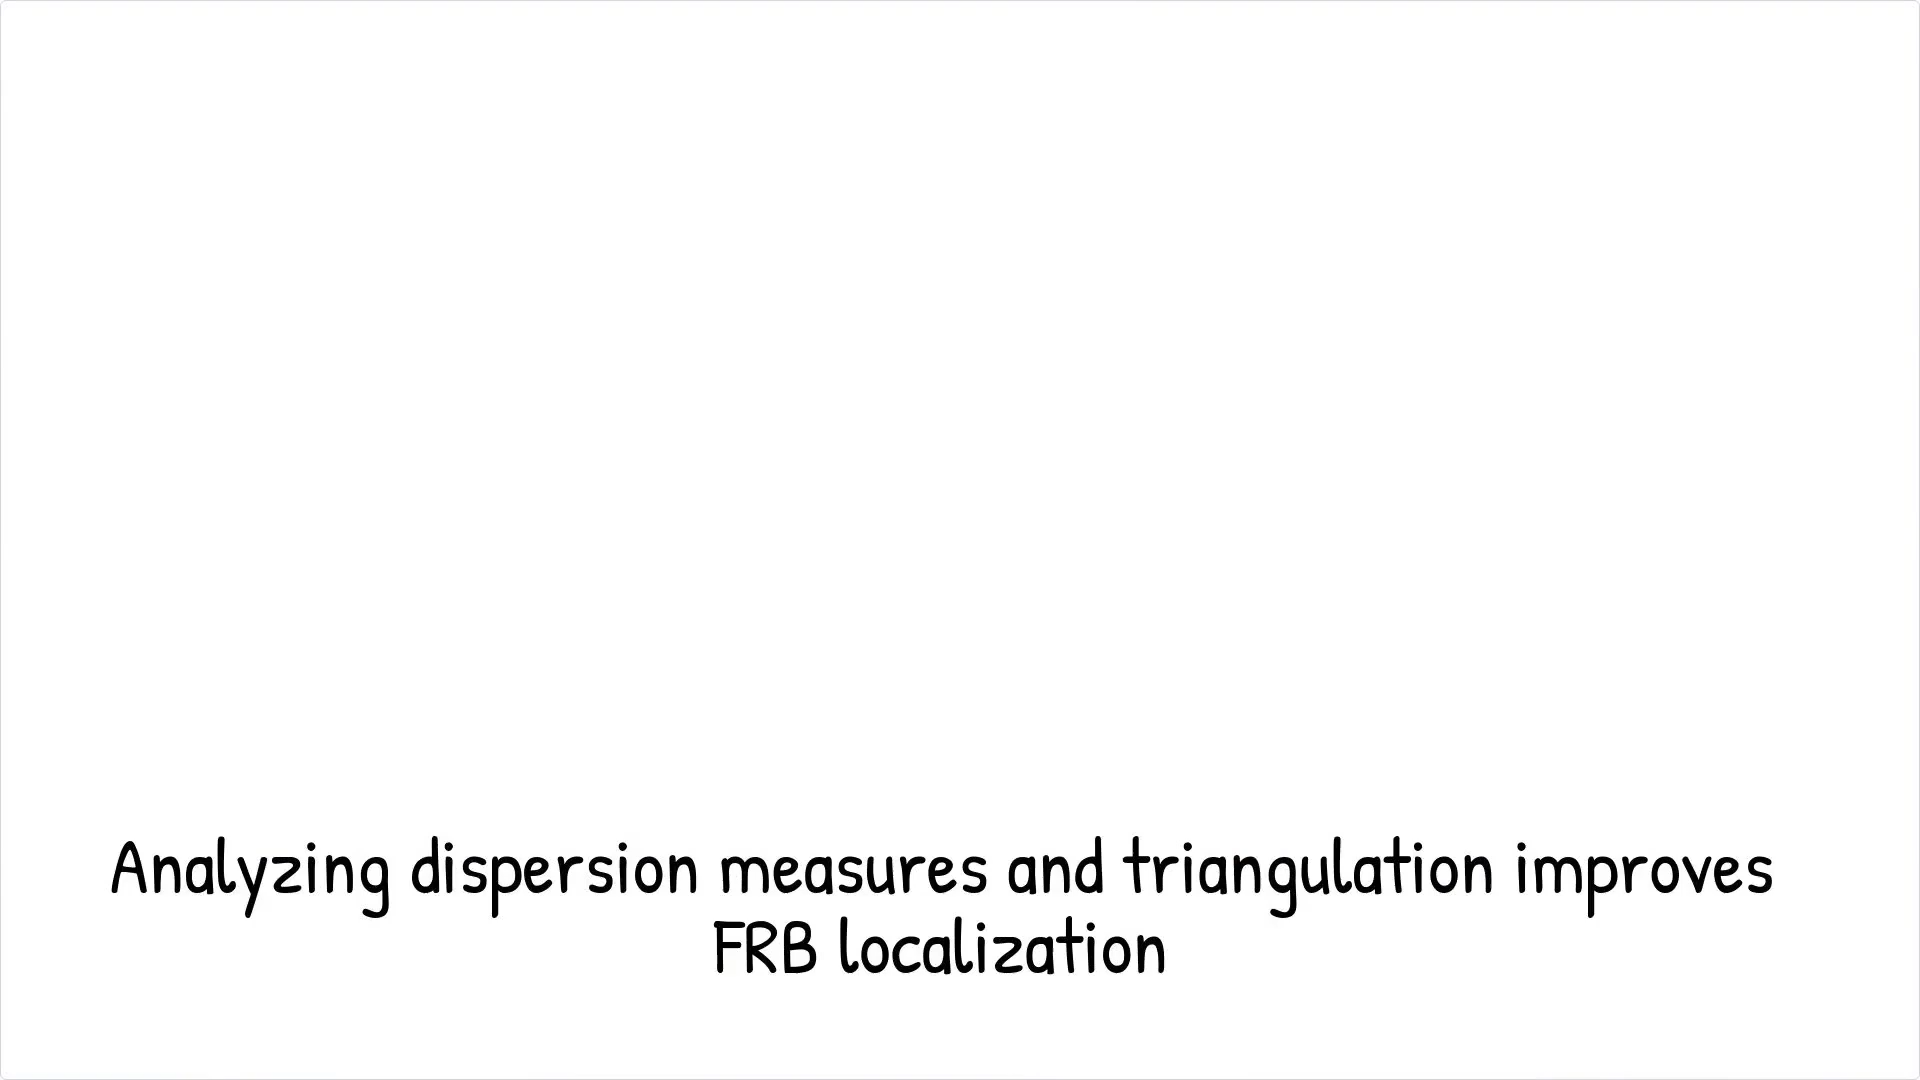 Analyzing dispersion measures and triangulation improves
FRB localization